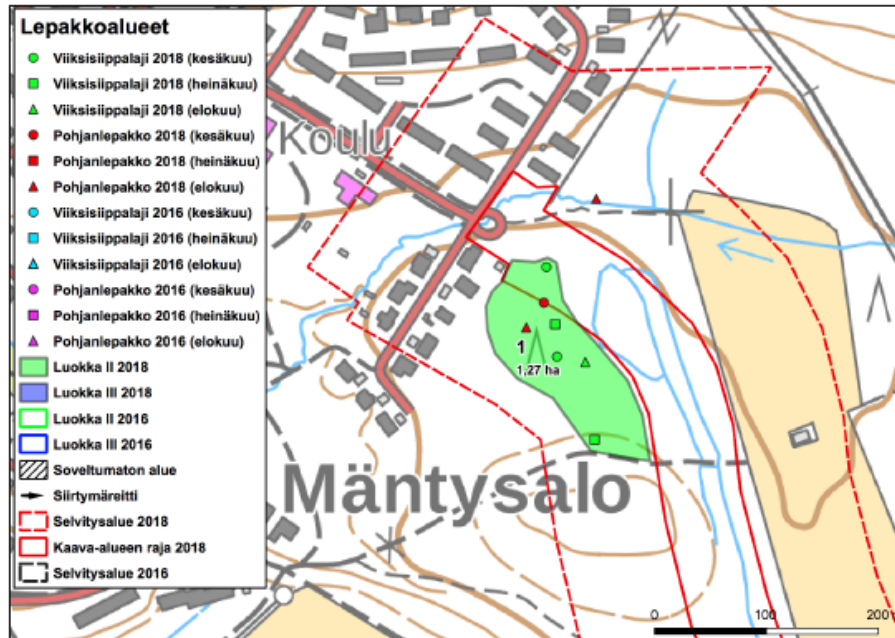 Lepakkoalueet
Viiksisiippalaji 2018 (kesäkuu)
Viiksisiippalaji 2018 (heinäkuu)
Viiksisiippalaji 2018 (elokuu)
Pohjanlepakko 2018 (kesäkuu)
Pohjanlepakko 2018 (heinäkuu)
Pohjanlepakko 2018 (elokuu)
Viiksisiippalaji 2016 (kesäkuu)
Viiksisiippalaji 2016 (heinäkuu)
Viiksisiippalaji 2016 (elokuu)
Pohjanlepakko 2016 (kesäkuu)
Pohjanlepakko 2016 (heinäkuu)
Pohjanlepakko 2016 (elokuu)
Luokka II 2018
Luokka III 2018
Luokka II 2016
Luokka III 2016
Soveltumaton alue
Siirtymäreitti
Selvitysalue 2018
Kaava-alueen raja 2018
Selvitysalue 2016
Koulu
1
1,27 ha
Mäntysalo
0 100 200